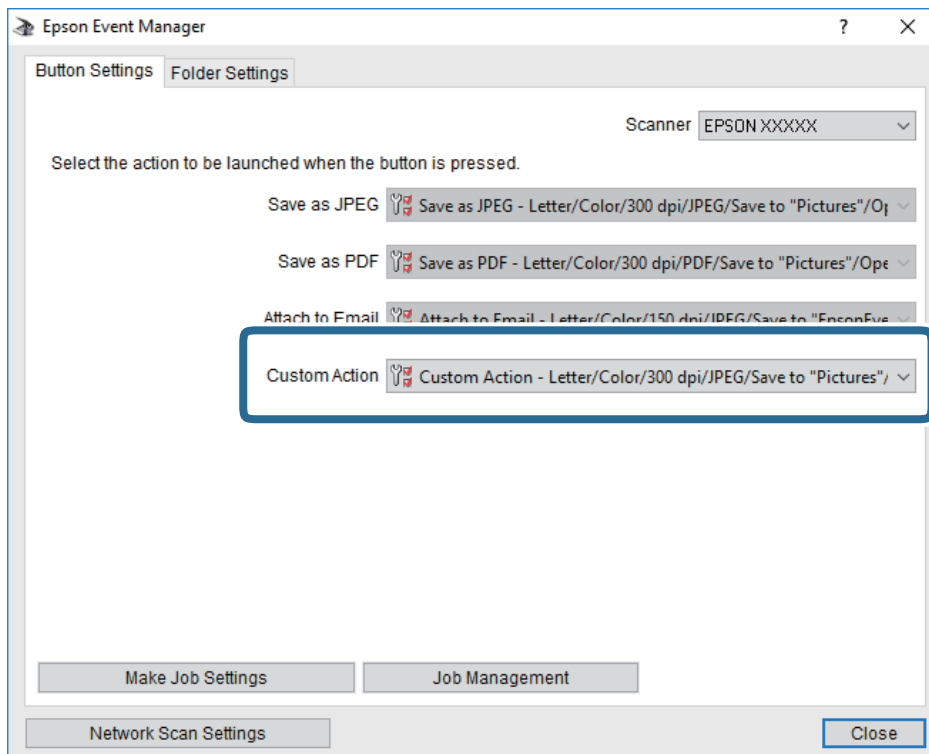 Epson Event Manager
Button Settings Folder Settings
Scanner EPSON XXXXX
Select the action to be launched when the button is pressed.
Save as JPEG Save as JPEG - Letter/Color/300 dpi/JPEG/Save to "Pictures"/Op
Save as PDF Save as PDF - Letter/Color/300 dpi/PDF/Save to "Pictures"/Ope
Attach to Email Attach to Email - Letter/Color/150 dpi/JPEG/Save to "EpsonEve
Custom Action Custom Action - Letter/Color/300 dpi/JPEG/Save to "Pictures"/
Make Job Settings Job Management
Network Scan Settings Close